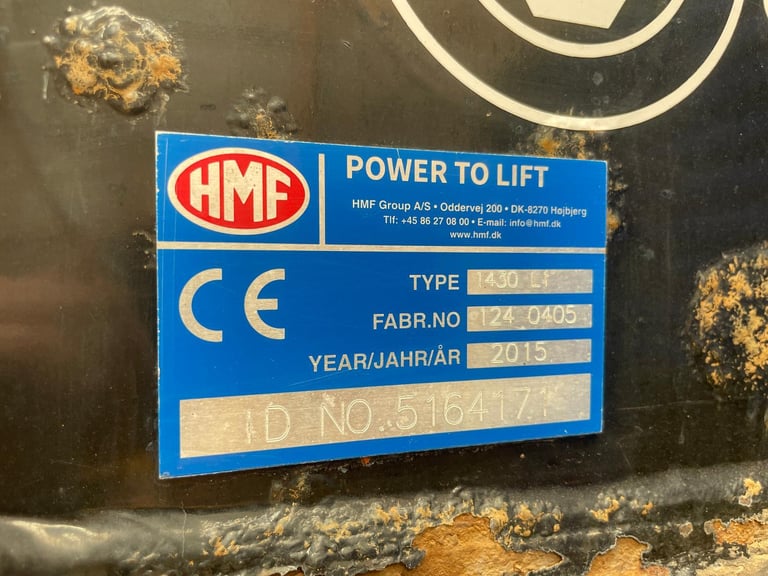 HMF
POWER TO LIFT
HMF Group A/S • Oddervej 200 • DK-8270 Højbjerg
Tlf: +45 86 27 08 00 • E-mail: info@hmf.dk
www.hmf.dk
CE
TYPE 1430 L1
FABR.NO 124 0405
YEAR/JAHR/ÅR 2015
ID NO.5164171